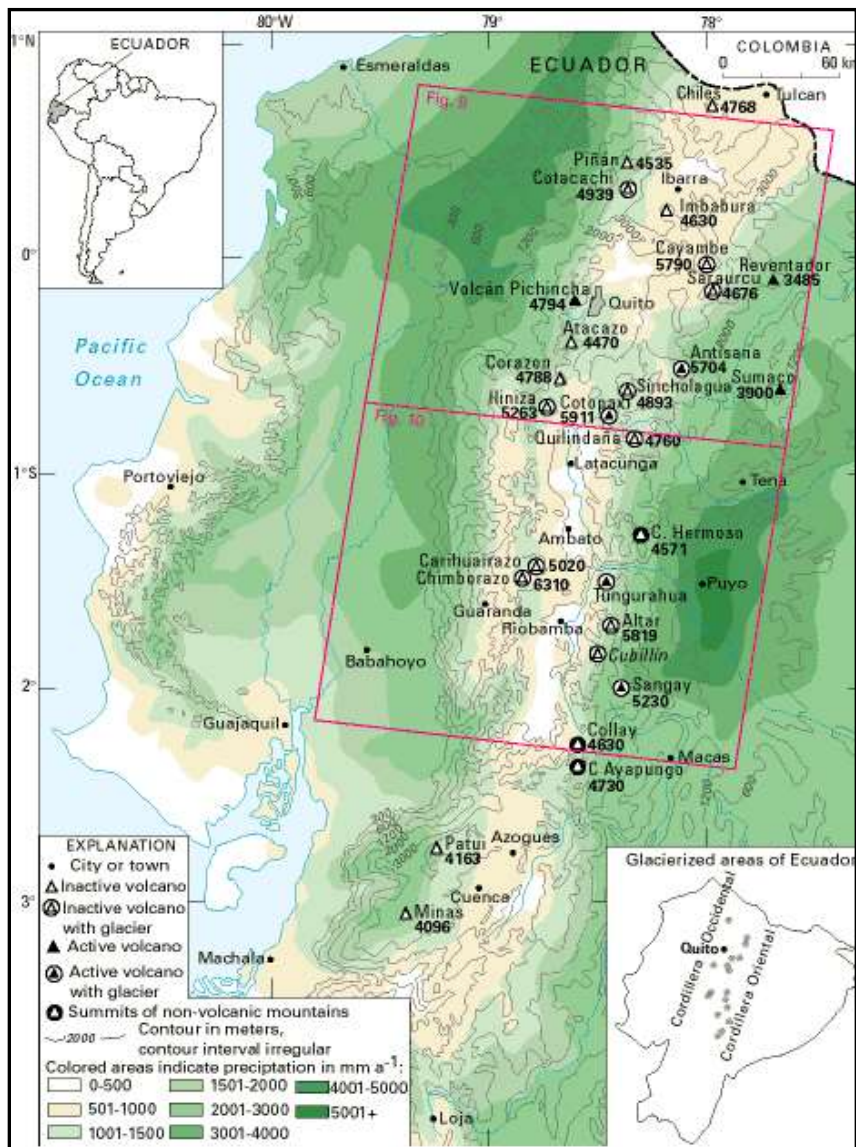 80°W
79°
78°
1°N
ECUADOR
ECUADOR
COLOMBIA
0
60 km
Esmeraldas
Chiles
4768
Tulcan
Fig. 9
Piñán
4535
Cotacachi
4939
Ibarra
Imbabura
4630
3000
0°
Cayambe
5790
Reventador
3485
Saraurcu
4676
Volcán Pichinchan
4794
Quito
Atacazo
4470
Pacific
Ocean
Antisana
5704
Corazon
4788
Sincholagua
4893
Sumaco
3900
Iliniza
5263
Cotopaxi
5911
Fig. 10
Quilindaña
4760
1°S
Latacunga
Portoviejo
Tena
Ambato
C. Hermoso
4571
Carihuairazo
5020
Chimborazo
6310
Puyo
Tungurahua
Guaranda
Riobamba
Altar
5819
Babahoyo
Cubillín
2°
Sangay
5230
Guajaquil
Collay
4630
Macas
C Ayapungo
4730
1200
600
EXPLANATION
City or town
Inactive volcano
Inactive volcano
with glacier
Active volcano
Active volcano
with glacier
Summits of non-volcanic mountains
2000
Contour in meters,
contour interval irregular
Colored areas indicate preciptation in mm a⁻¹:
0-500
501-1000
1001-1500
1501-2000
2001-3000
3001-4000
4001-5000
5001+
Patui
4163
Azogues
Cuenca
3°
Minas
4096
Machala
Loja
Glacierized areas of Ecuador
Cordillera Occidental
Quito
Cordillera Oriental